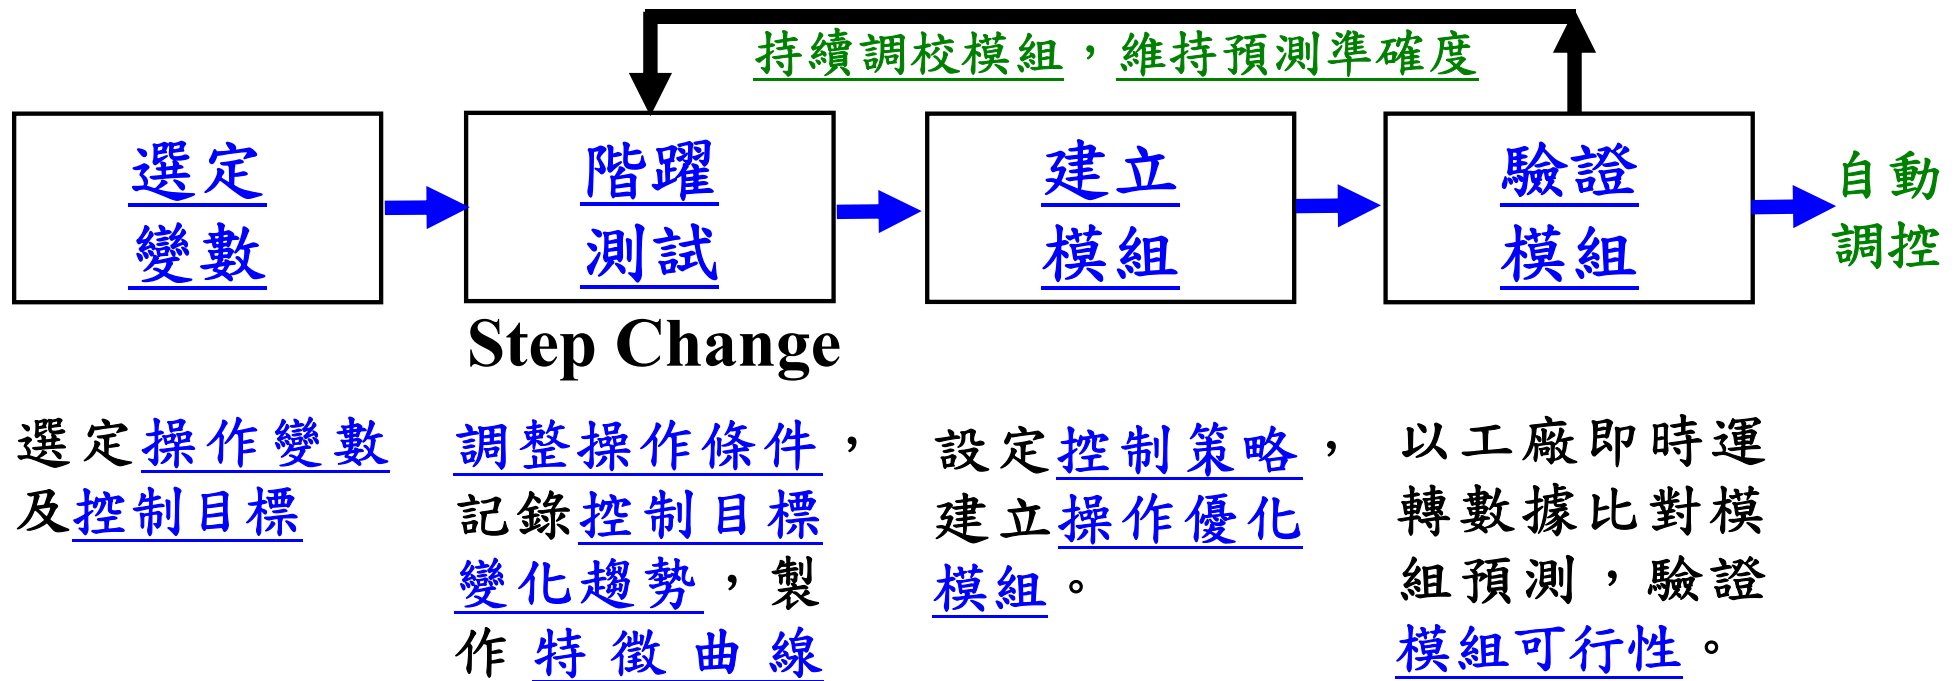 持續調校模組，維持預測準確度
選定
變數
階躍
測試
建立
模組
驗證
模組
自動
調控
Step Change
選定操作變數
及控制目標
調整操作條件，
記錄控制目標
變化趨勢，製
作特徵曲線
設定控制策略，
建立操作優化
模組。
以工廠即時運
轉數據比對模
組預測，驗證
模組可行性。